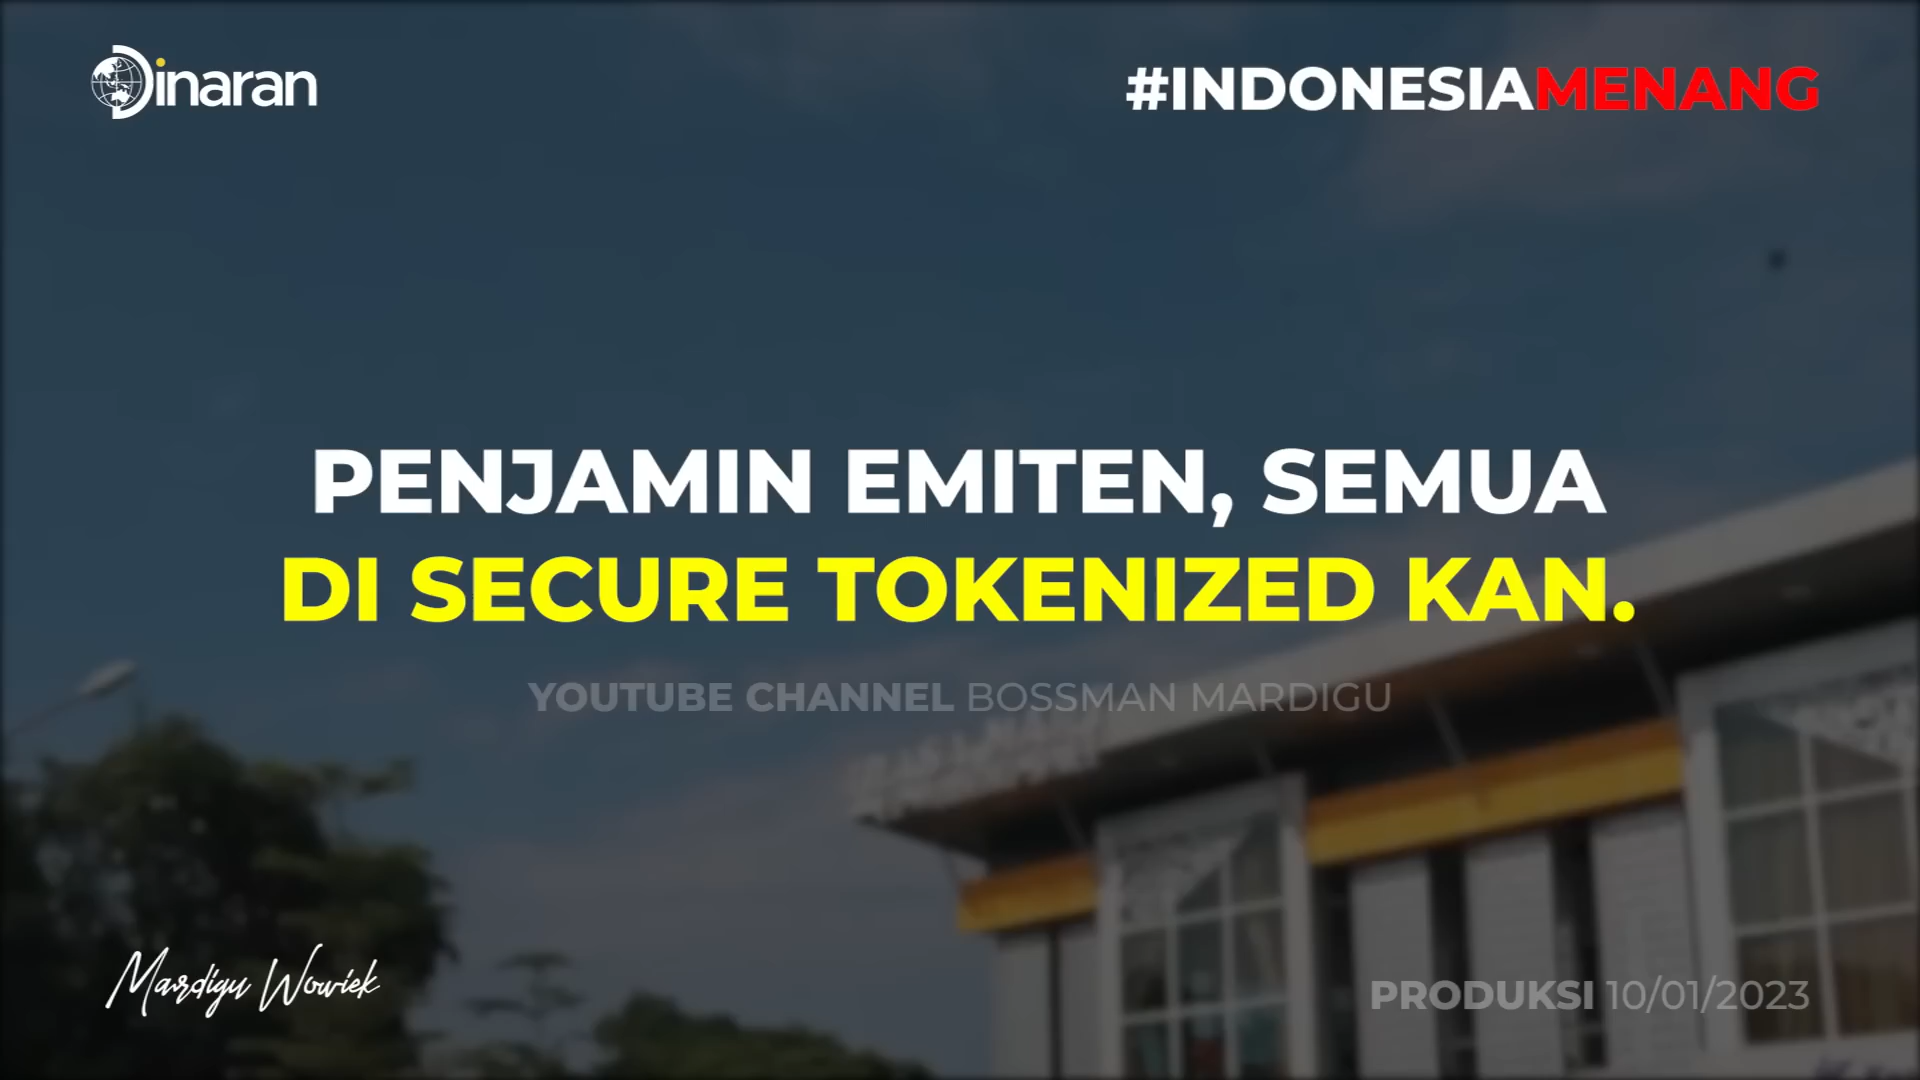 Dinaran
#INDONESIAMENANG
PENJAMIN EMITEN, SEMUA
DI SECURE TOKENIZED KAN.
YOUTUBE CHANNEL BOSSMAN MARDIGU
Mardigu Wowiek
PRODUKSI 10/01/2023